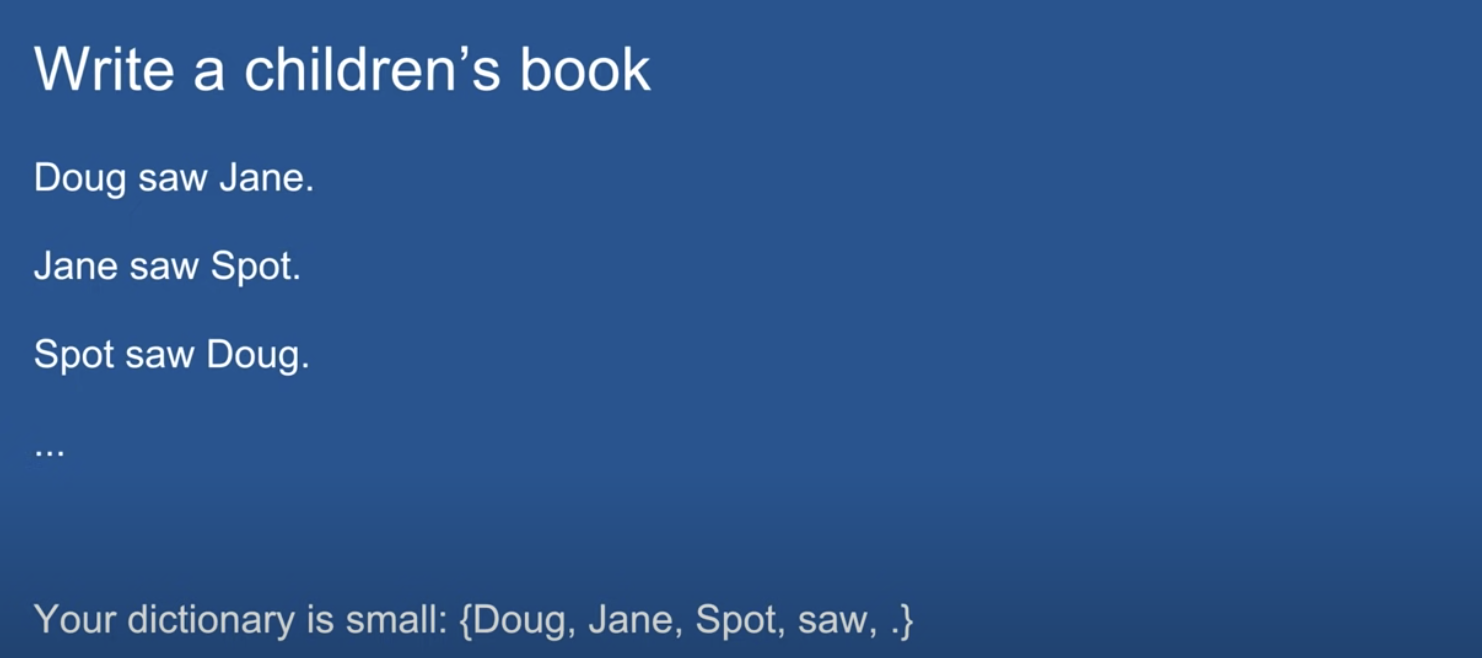 Write a children’s book
Doug saw Jane.
Jane saw Spot.
Spot saw Doug.
...
Your dictionary is small: {Doug, Jane, Spot, saw, .}